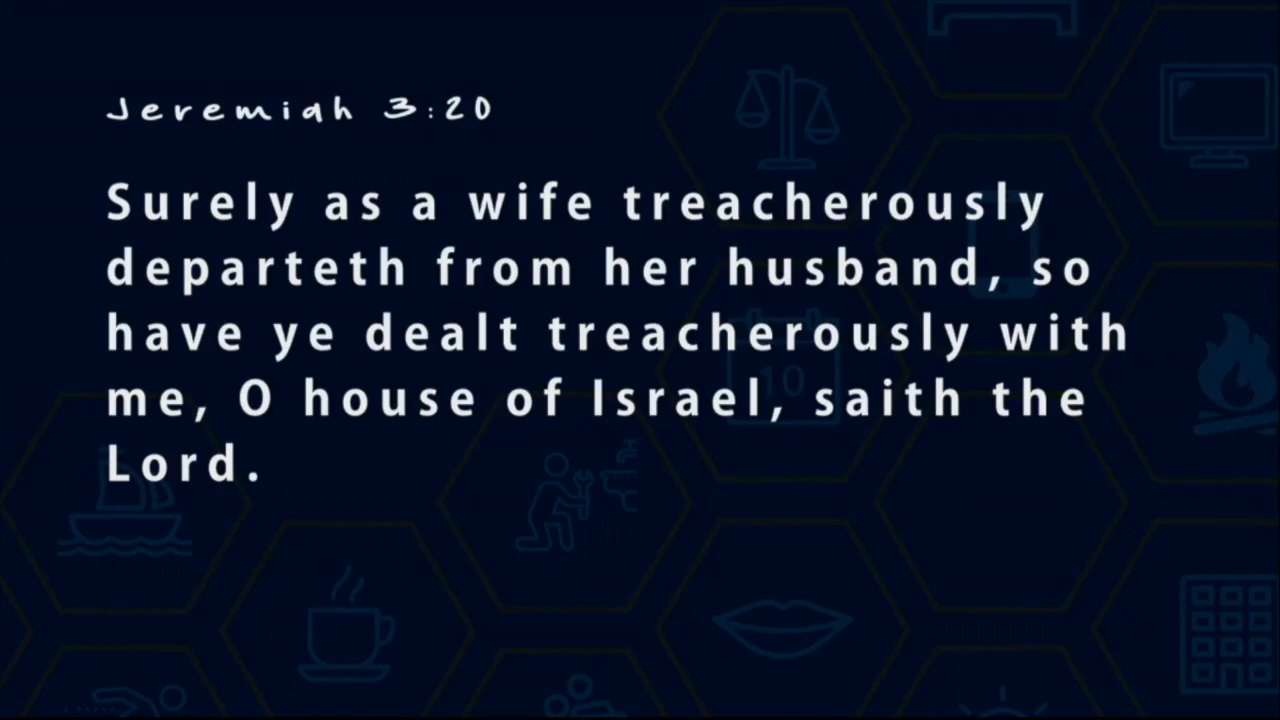 Jeremiah 3:20
Surely as a wife treacherously
departeth from her husband, so
have ye dealt treacherously with
me, O house of Israel, saith the
Lord.
10